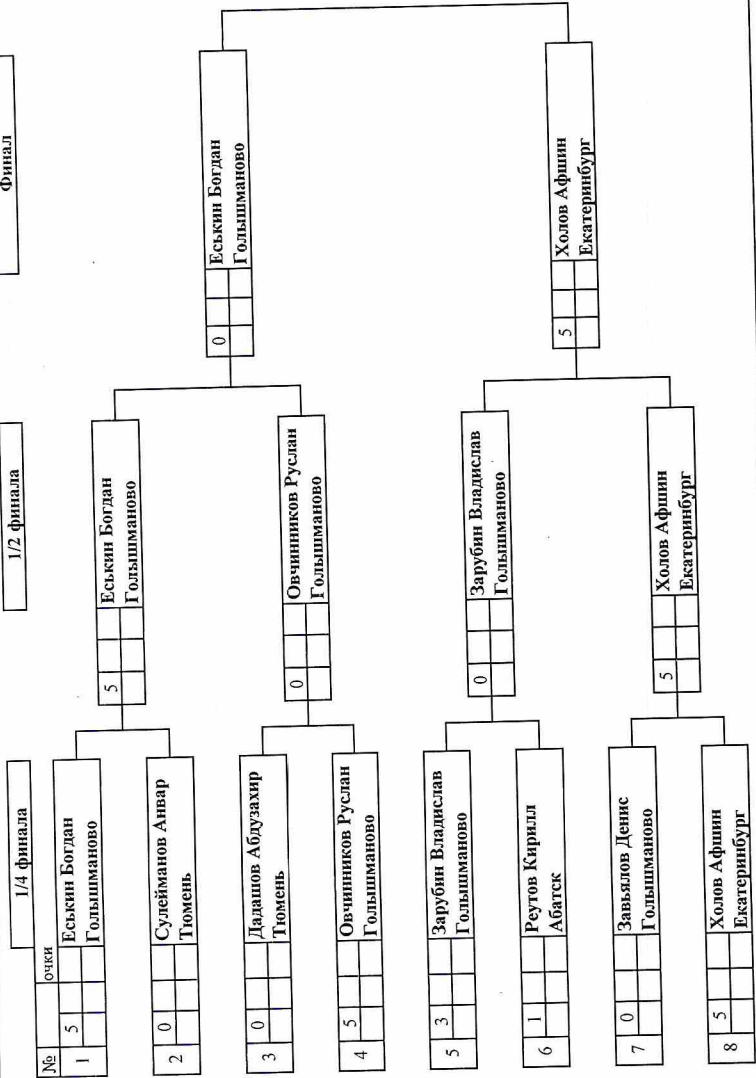 1/4 финала
1/2 финала
Финал
№ очки
1 5 Еськин Богдан
Голышманово
2 0 Сулейманов Анвар
Тюмень
3 0 Дадашов Абдузахир
Тюмень
4 5 Овчинников Руслан
Голышманово
5 3 Зарубин Владислав
Голышманово
6 1 Реутов Кирилл
Абатск
7 0 Завьялов Денис
Голышманово
8 5 Холов Афшин
Екатеринбург
5 Еськин Богдан
Голышманово
0 Овчинников Руслан
Голышманово
0 Зарубин Владислав
Голышманово
5 Холов Афшин
Екатеринбург
0 Еськин Богдан
Голышманово
5 Холов Афшин
Екатеринбург